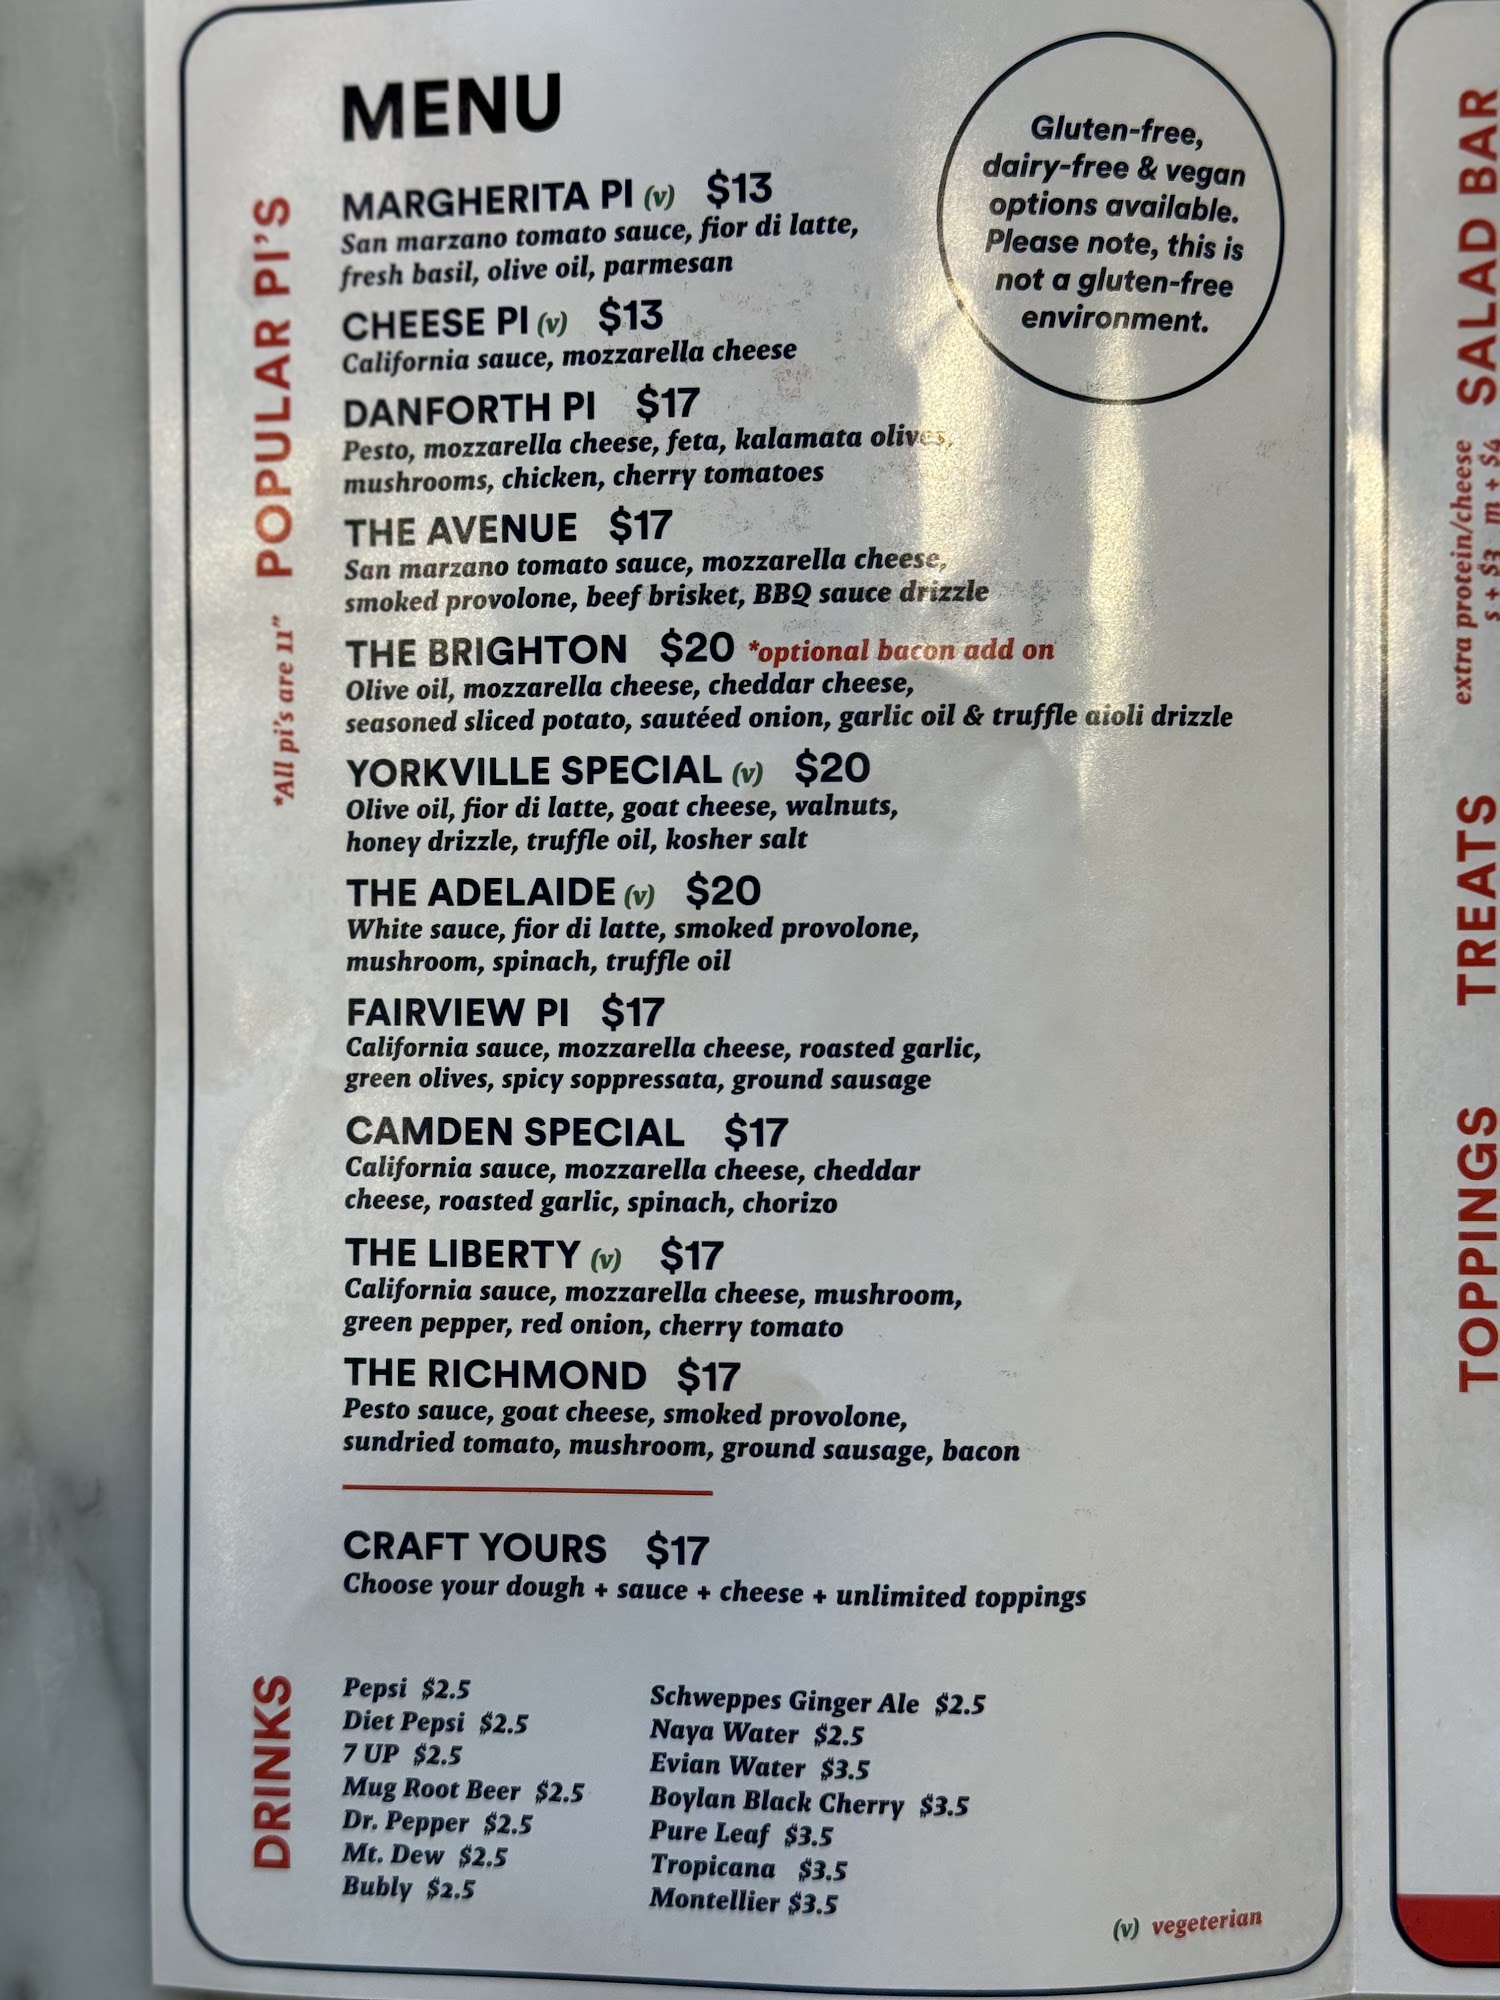 MENU
Gluten-free,
dairy-free & vegan
options available.
Please note, this is
not a gluten-free
environment.
POPULAR PI'S
*All pi's are 11"
MARGHERITA PI (v) $13
San marzano tomato sauce, fior di latte,
fresh basil, olive oil, parmesan
CHEESE PI (v) $13
California sauce, mozzarella cheese
DANFORTH PI $17
Pesto, mozzarella cheese, feta, kalamata olives,
mushrooms, chicken, cherry tomatoes
THE AVENUE $17
San marzano tomato sauce, mozzarella cheese,
smoked provolone, beef brisket, BBQ sauce drizzle
THE BRIGHTON $20 *optional bacon add on
Olive oil, mozzarella cheese, cheddar cheese,
seasoned sliced potato, sautéed onion, garlic oil & truffle aioli drizzle
YORKVILLE SPECIAL (v) $20
Olive oil, fior di latte, goat cheese, walnuts,
honey drizzle, truffle oil, kosher salt
THE ADELAIDE (v) $20
White sauce, fior di latte, smoked provolone,
mushroom, spinach, truffle oil
FAIRVIEW PI $17
California sauce, mozzarella cheese, roasted garlic,
green olives, spicy soppressata, ground sausage
CAMDEN SPECIAL $17
California sauce, mozzarella cheese, cheddar
cheese, roasted garlic, spinach, chorizo
THE LIBERTY (v) $17
California sauce, mozzarella cheese, mushroom,
green pepper, red onion, cherry tomato
THE RICHMOND $17
Pesto sauce, goat cheese, smoked provolone,
sundried tomato, mushroom, ground sausage, bacon
CRAFT YOURS $17
Choose your dough + sauce + cheese + unlimited toppings
DRINKS
Pepsi $2.5
Diet Pepsi $2.5
7 UP $2.5
Mug Root Beer $2.5
Dr. Pepper $2.5
Mt. Dew $2.5
Bubly $2.5
Schweppes Ginger Ale $2.5
Naya Water $2.5
Evian Water $3.5
Boylan Black Cherry $3.5
Pure Leaf $3.5
Tropicana $3.5
Montellier $3.5
(v) vegeterian
SALAD BAR
extra protein/cheese
s + $3 m + $4
TREATS
TOPPINGS